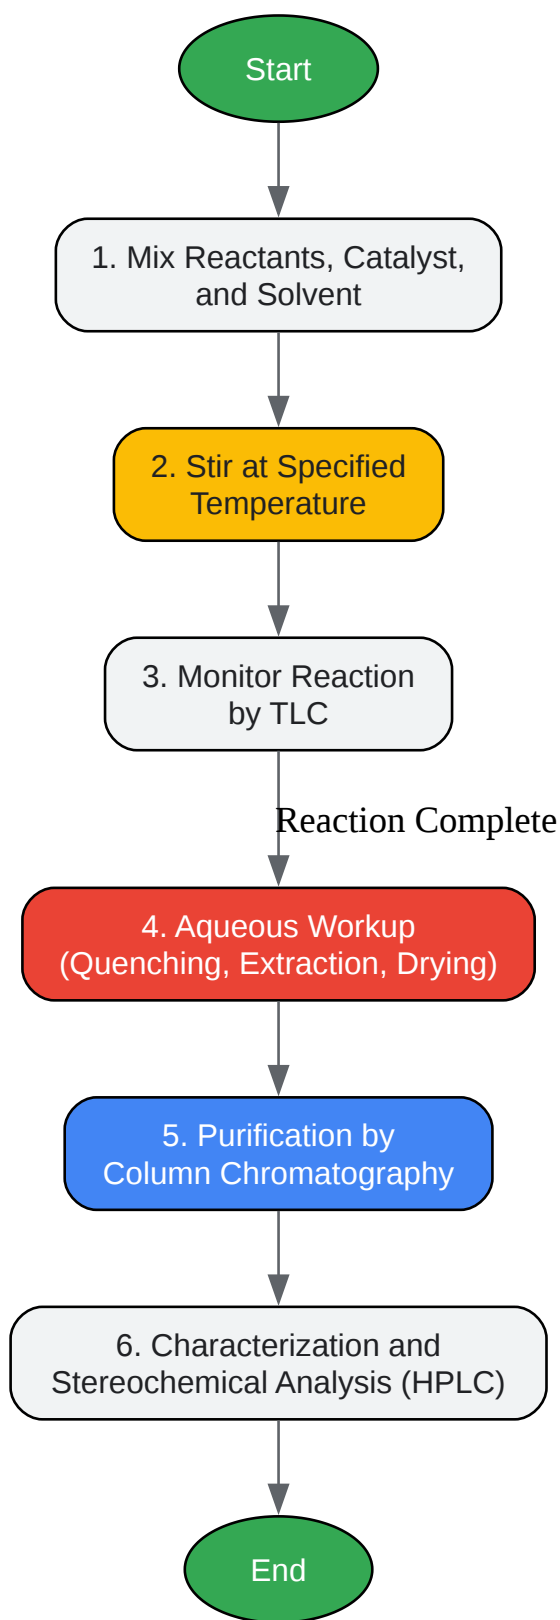 Start
1. Mix Reactants, Catalyst,
and Solvent
2. Stir at Specified
Temperature
3. Monitor Reaction
by TLC
Reaction Complete
4. Aqueous Workup
(Quenching, Extraction, Drying)
5. Purification by
Column Chromatography
6. Characterization and
Stereochemical Analysis (HPLC)
End